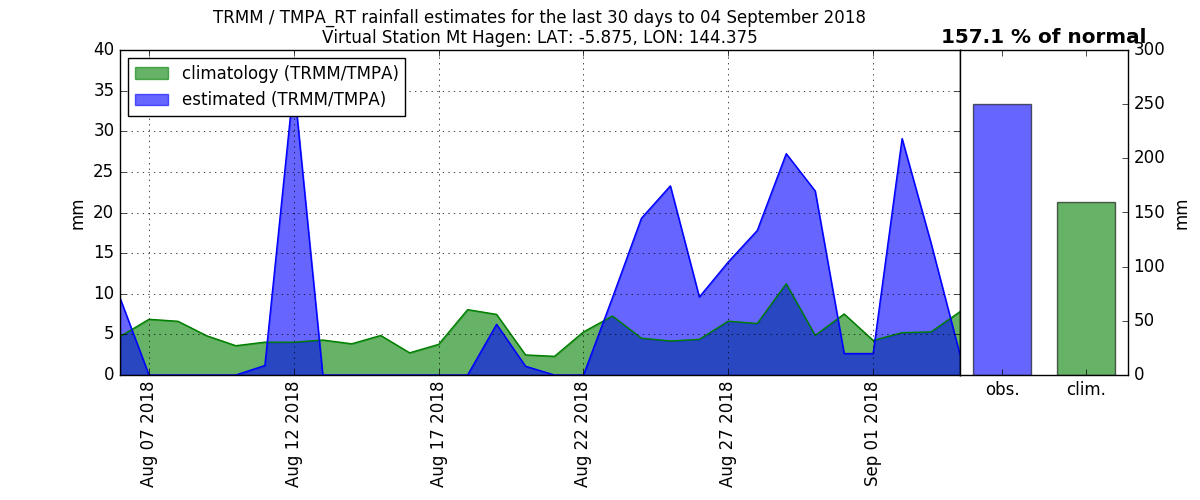 TRMM / TMPA_RT rainfall estimates for the last 30 days to 04 September 2018
Virtual Station Mt Hagen: LAT: -5.875, LON: 144.375
157.1 % of normal
climatology (TRMM/TMPA)
estimated (TRMM/TMPA)
40
35
30
25
20
15
10
5
0
mm
Aug 07 2018
Aug 12 2018
Aug 17 2018
Aug 22 2018
Aug 27 2018
Sep 01 2018
300
250
200
150
100
50
0
mm
obs.
clim.